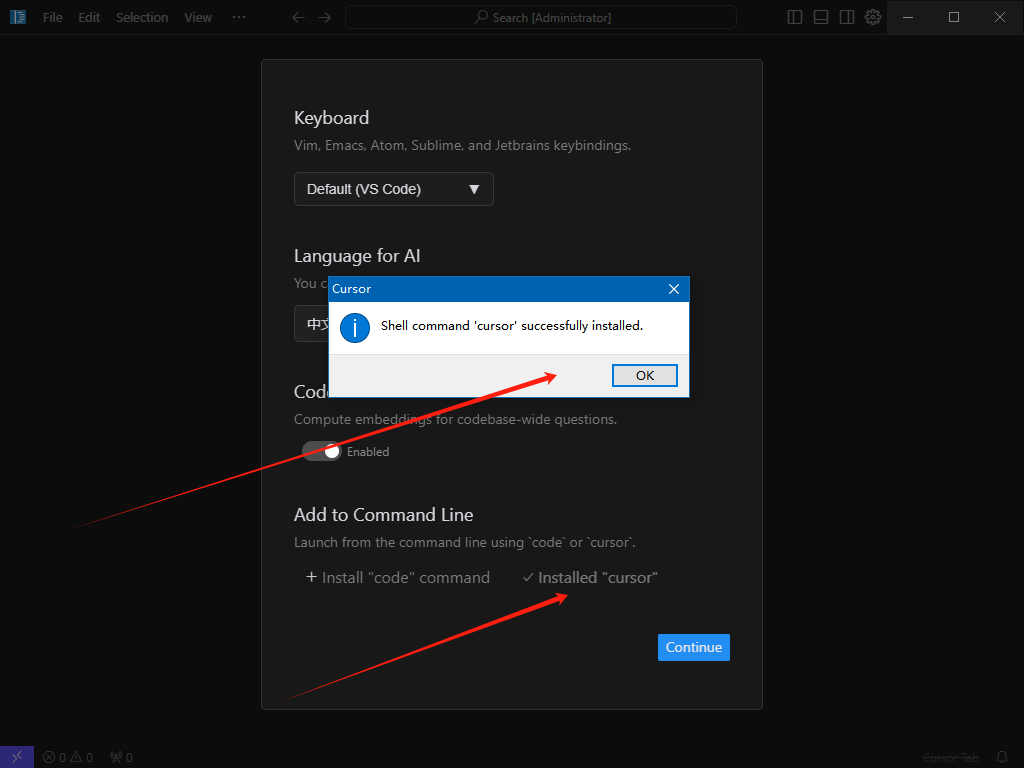 File Edit Selection View ···
Search [Administrator]
Keyboard
Vim, Emacs, Atom, Sublime, and Jetbrains keybindings.
Default (VS Code)
Language for AI
You c
Cursor
中文
Shell command 'cursor' successfully installed.
OK
Code
Compute embeddings for codebase-wide questions.
Enabled
Add to Command Line
Launch from the command line using `code` or `cursor`.
+ Install "code" command
✓ Installed "cursor"
Continue
0 0 0
Cursor Tab